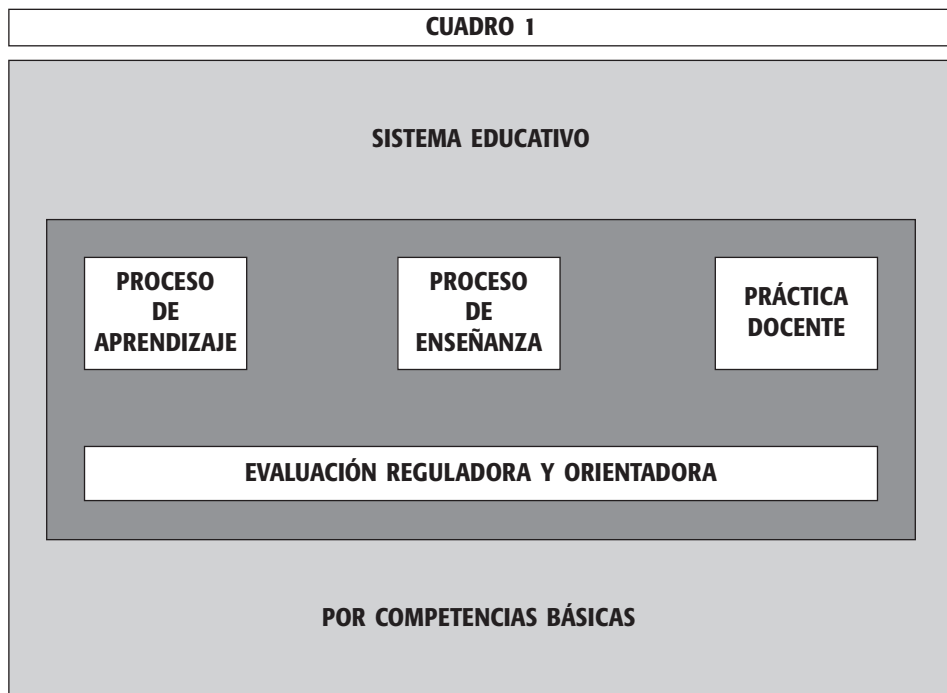 CUADRO 1
SISTEMA EDUCATIVO
PROCESO
DE
APRENDIZAJE
PROCESO
DE
ENSEÑANZA
PRÁCTICA
DOCENTE
EVALUACIÓN REGULADORA Y ORIENTADORA
POR COMPETENCIAS BÁSICAS